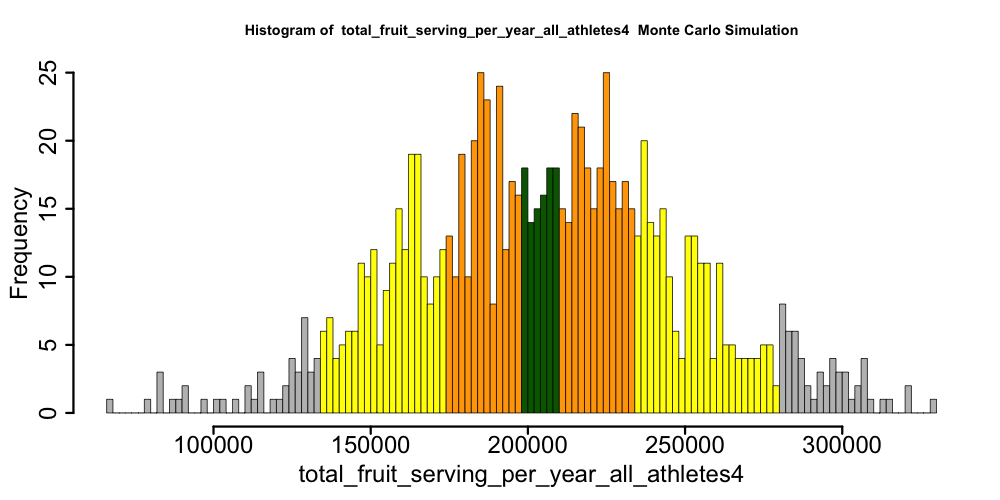 Histogram of  total_fruit_serving_per_year_all_athletes4  Monte Carlo Simulation
25
20
15
10
5
0
Frequency
100000 150000 200000 250000 300000
total_fruit_serving_per_year_all_athletes4